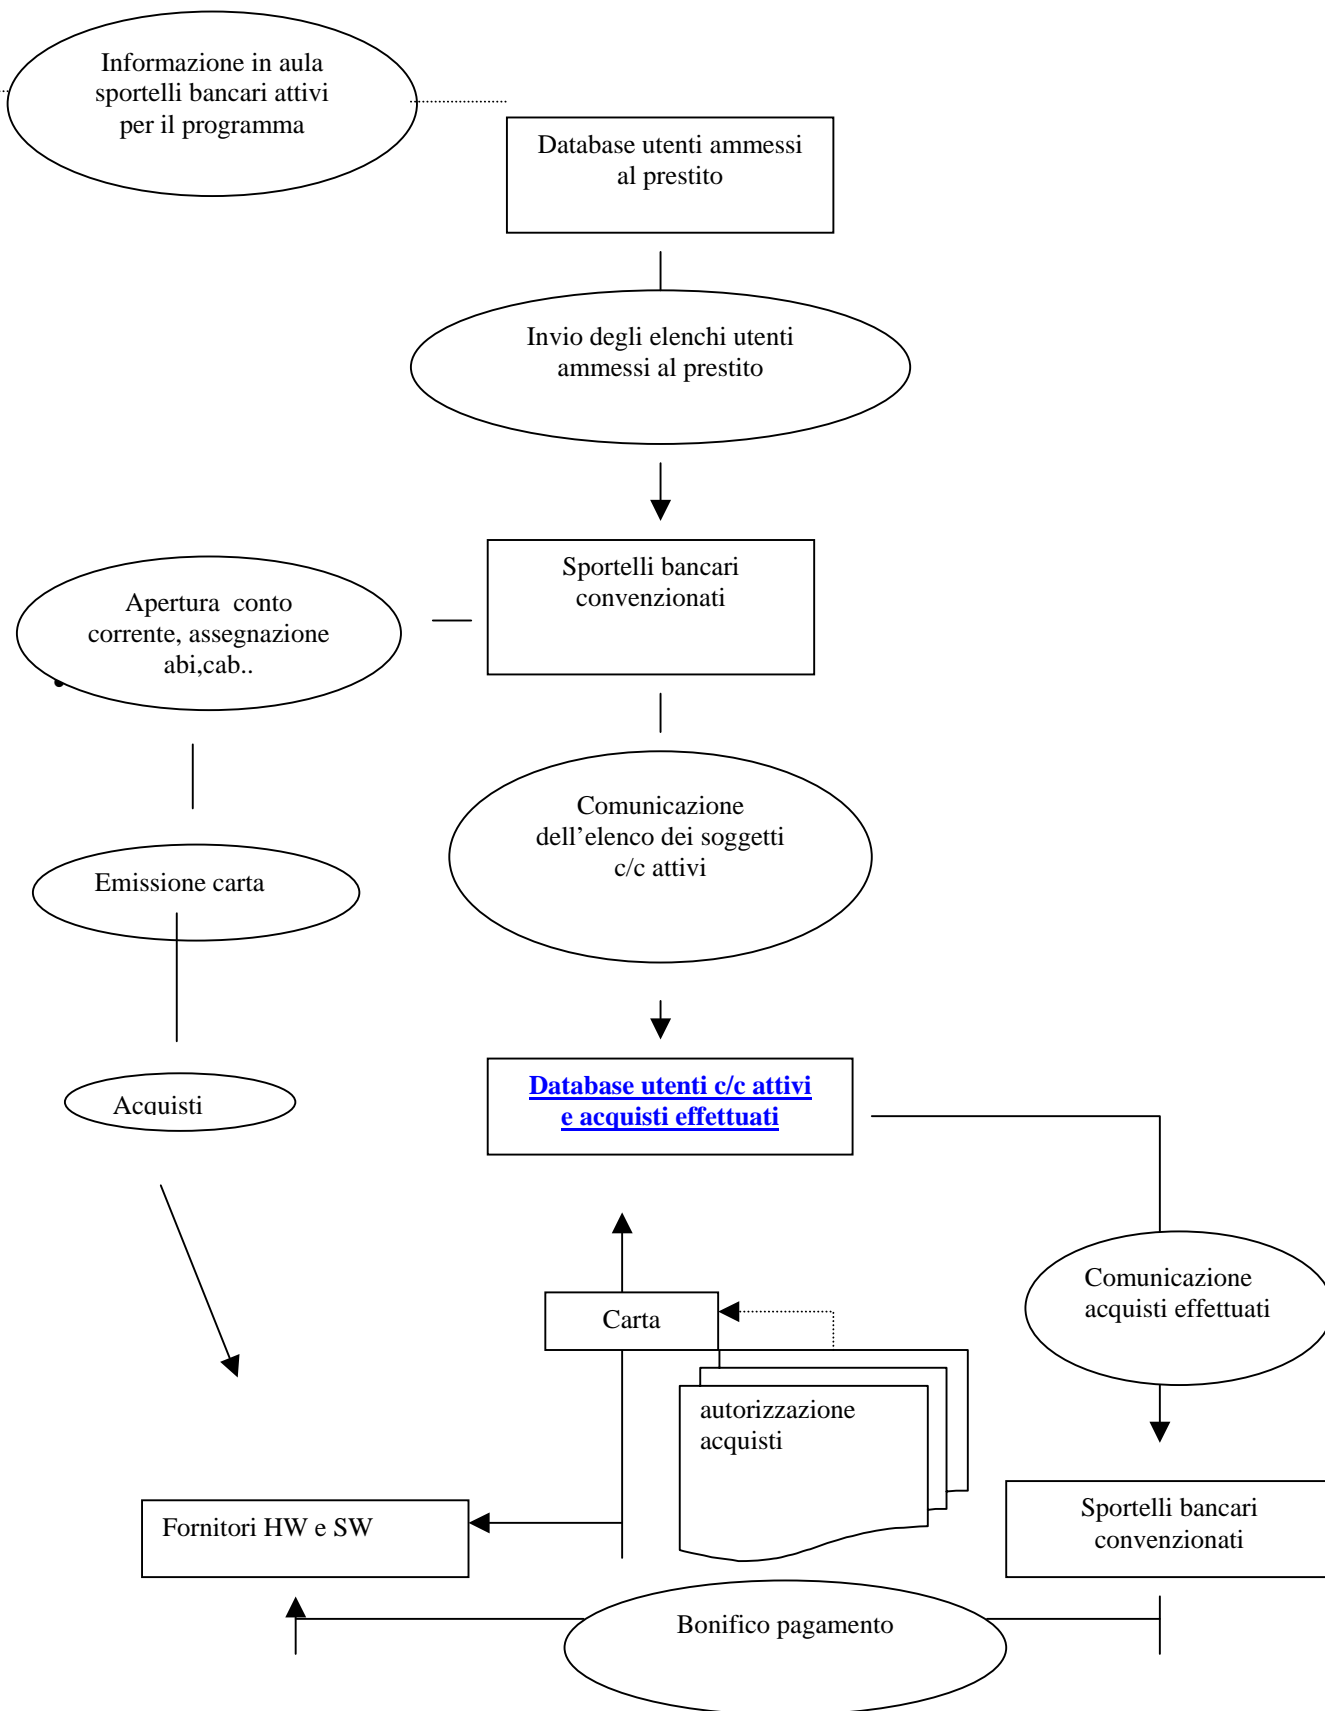 Informazione in aula
sportelli bancari attivi
per il programma
Database utenti ammessi
al prestito
Invio degli elenchi utenti
ammessi al prestito
Sportelli bancari
convenzionati
Apertura  conto
corrente, assegnazione
abi,cab..
Comunicazione
dell’elenco dei soggetti
c/c attivi
Emissione carta
Database utenti c/c attivi
e acquisti effettuati
Acquisti
Comunicazione
acquisti effettuati
Carta
autorizzazione
acquisti
Fornitori HW e SW
Sportelli bancari
convenzionati
Bonifico pagamento